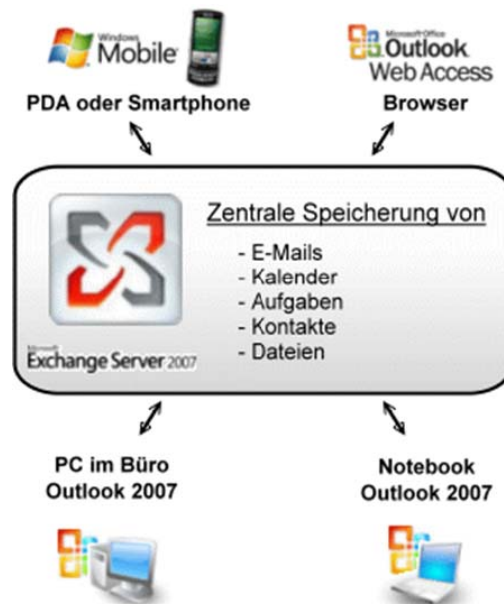 Windows
Mobile
PDA oder Smartphone
Microsoft Office
Outlook
Web Access
Browser
Zentrale Speicherung von
- E-Mails
- Kalender
- Aufgaben
- Kontakte
- Dateien
Microsoft
Exchange Server 2007
PC im Büro
Outlook 2007
Notebook
Outlook 2007